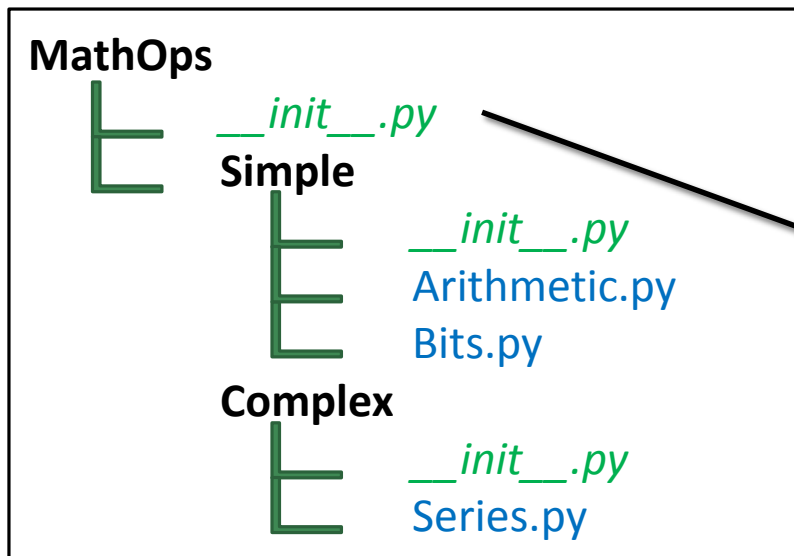 MathOps
__init__.py
Simple
__init__.py
Arithmetic.py
Bits.py
Complex
__init__.py
Series.py